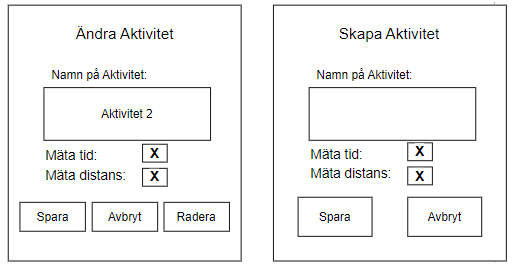 Ändra Aktivitet
Namn på Aktivitet:
Aktivitet 2
Mäta tid: X
Mäta distans: X
Spara Avbryt Radera
Skapa Aktivitet
Namn på Aktivitet:
Mäta tid: X
Mäta distans: X
Spara Avbryt